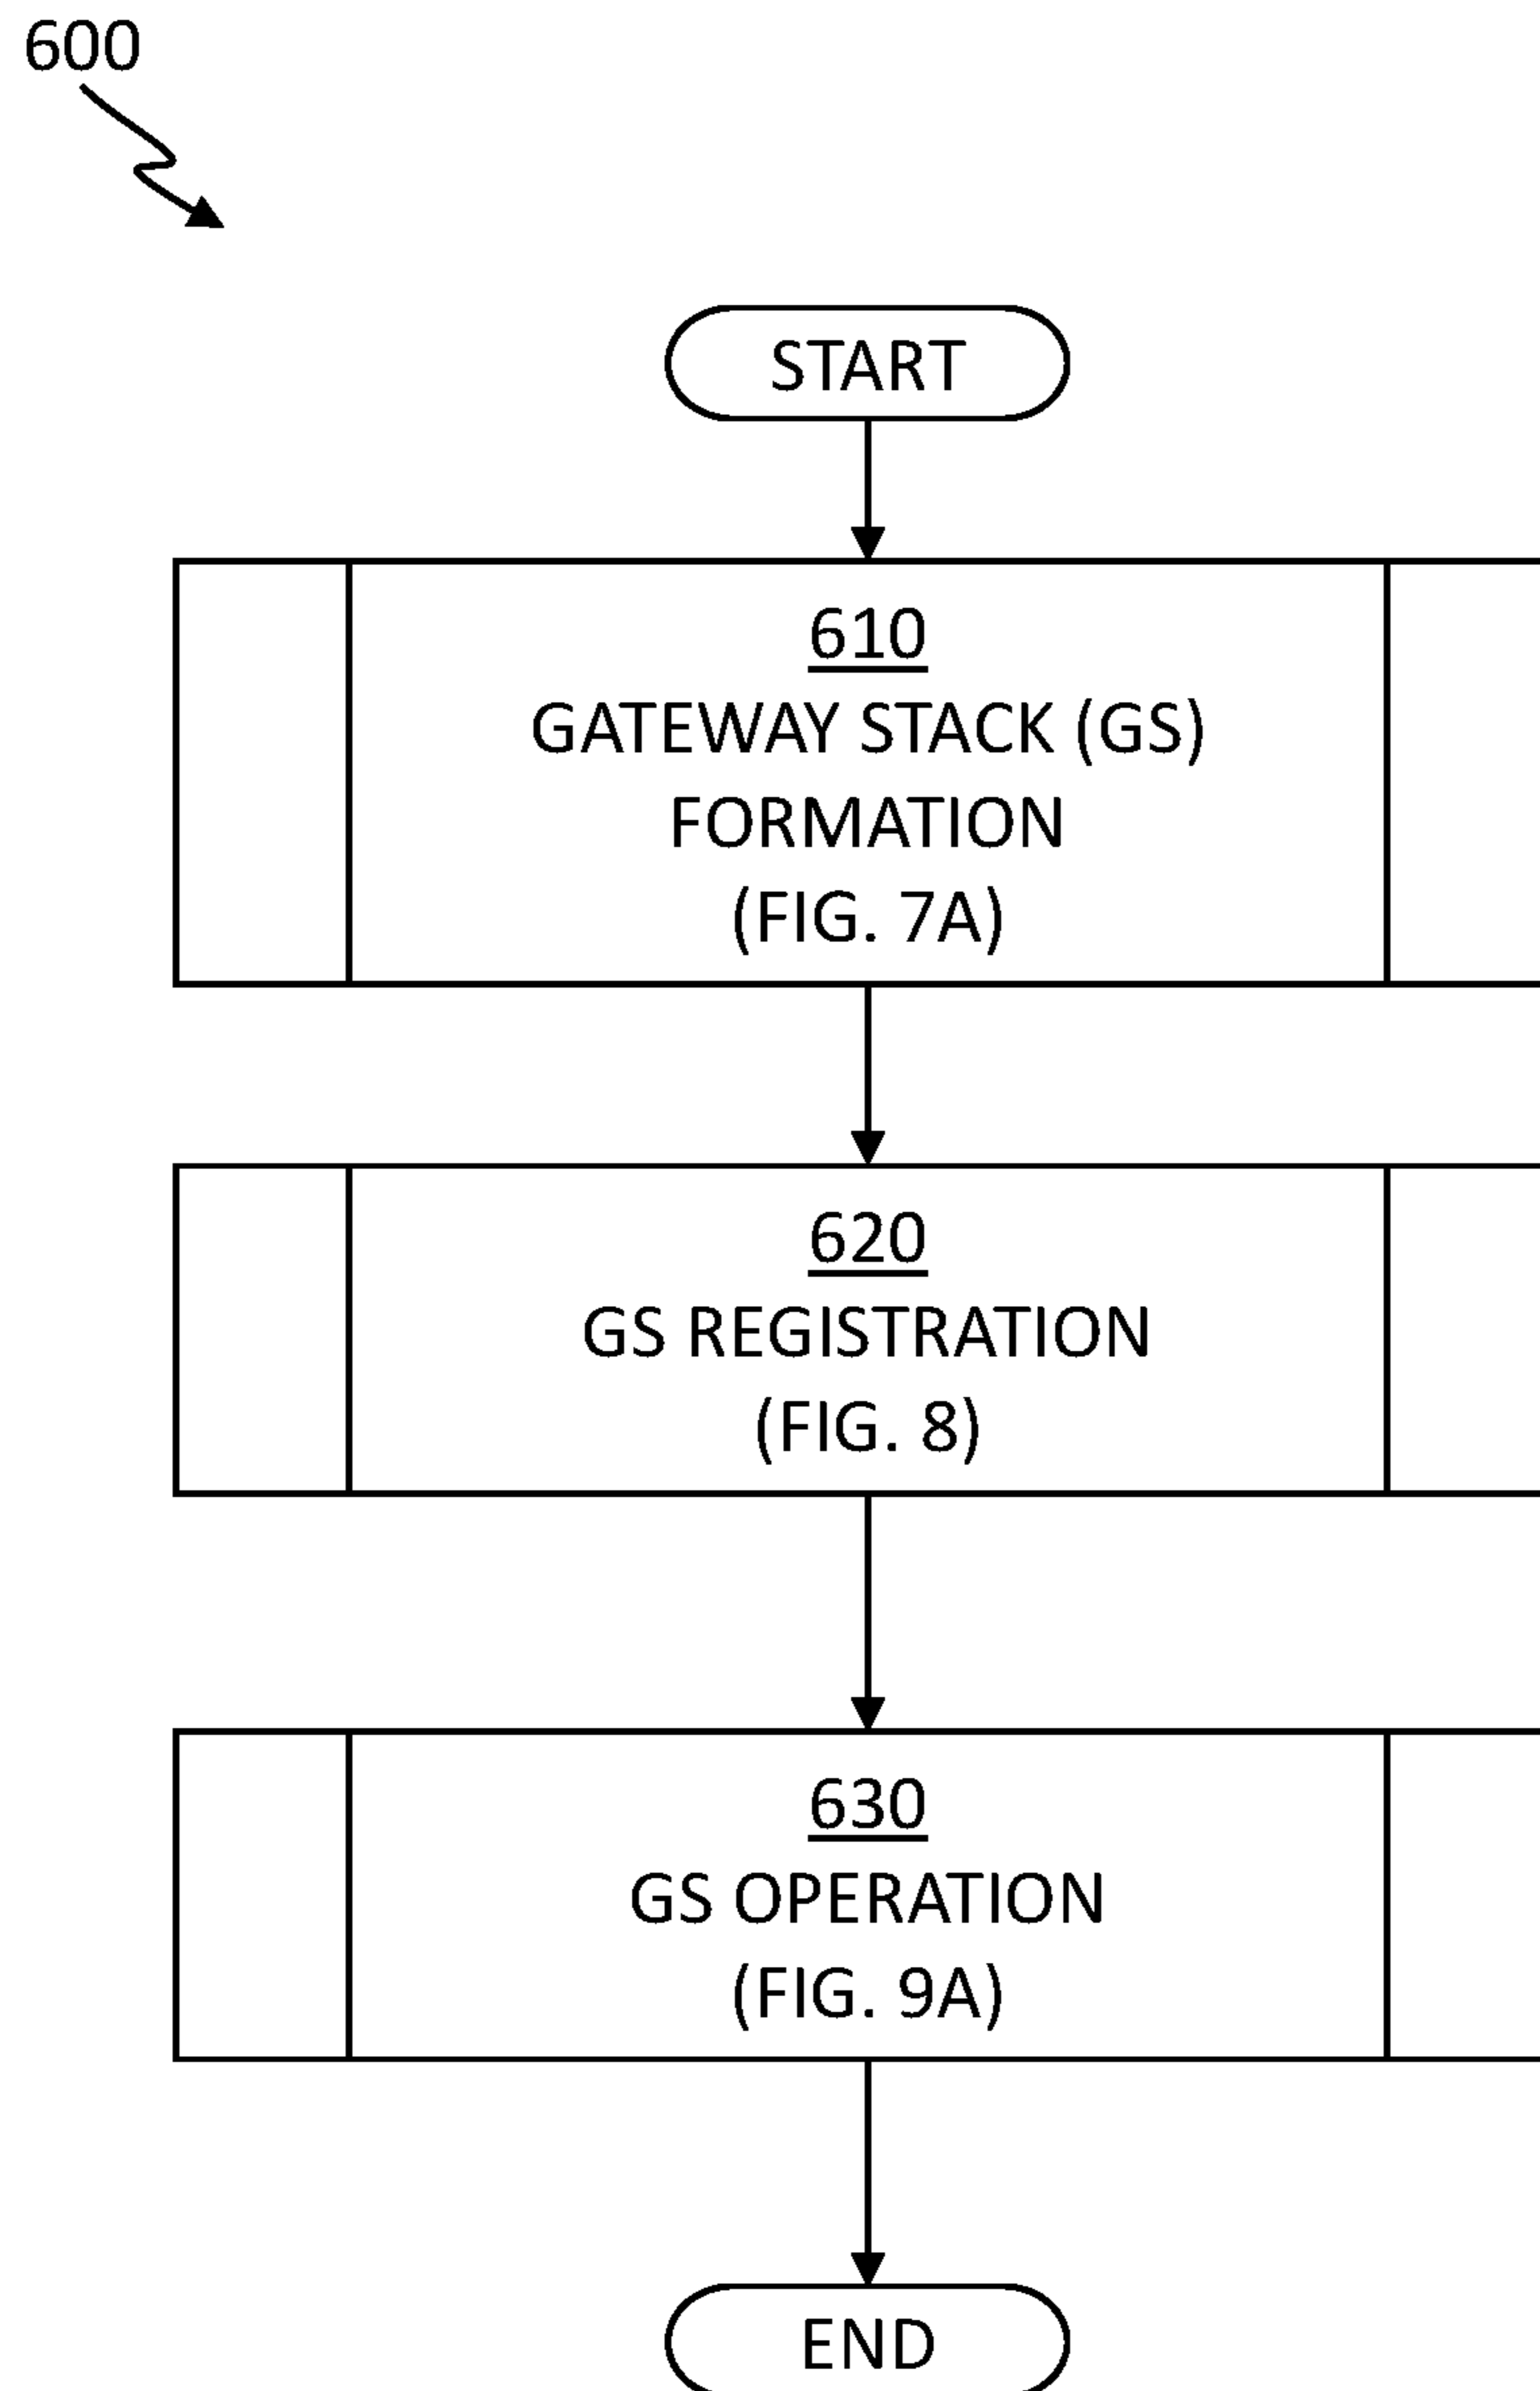 600
START
610
GATEWAY STACK (GS)
FORMATION
(FIG. 7A)
620
GS REGISTRATION
(FIG. 8)
630
GS OPERATION
(FIG. 9A)
END